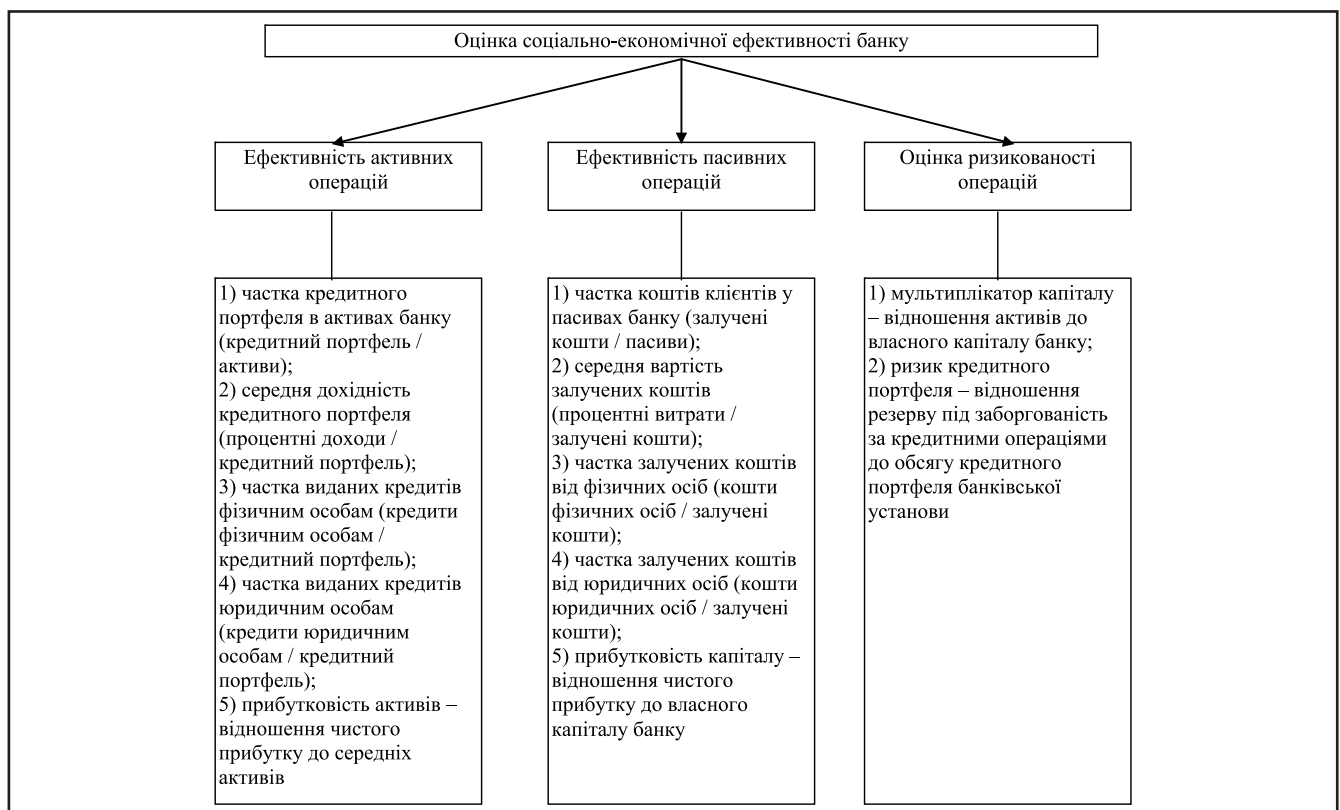 Оцінка соціально-економічної ефективності банку
Ефективність активних
операцій
Ефективність пасивних
операцій
Оцінка ризикованості
операцій
1) частка кредитного
портфеля в активах банку
(кредитний портфель /
активи);
2) середня дохідність
кредитного портфеля
(процентні доходи /
кредитний портфель);
3) частка виданих кредитів
фізичним особам (кредити
фізичним особам /
кредитний портфель);
4) частка виданих кредитів
юридичним особам
(кредити юридичним
особам / кредитний
портфель);
5) прибутковість активів –
відношення чистого
прибутку до середніх
активів
1) частка коштів клієнтів у
пасивах банку (залучені
кошти / пасиви);
2) середня вартість
залучених коштів
(процентні витрати /
залучені кошти);
3) частка залучених коштів
від фізичних осіб (кошти
фізичних осіб / залучені
кошти);
4) частка залучених коштів
від юридичних осіб (кошти
юридичних осіб / залучені
кошти);
5) прибутковість капіталу –
відношення чистого
прибутку до власного
капіталу банку
1) мультиплікатор капіталу
– відношення активів до
власного капіталу банку;
2) ризик кредитного
портфеля – відношення
резерву під заборгованість
за кредитними операціями
до обсягу кредитного
портфеля банківської
установи